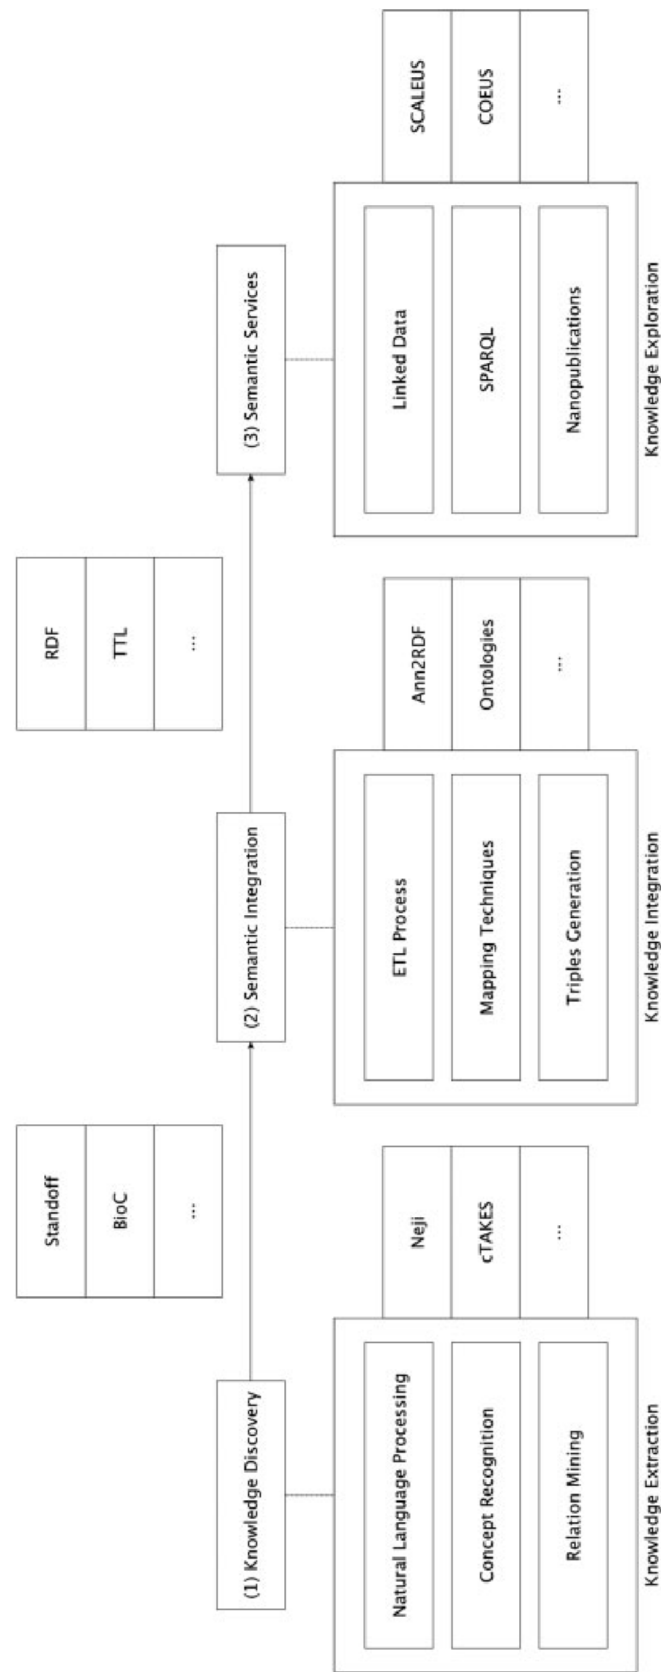 Standoff
BioC
...
RDF
TTL
...
(1) Knowledge Discovery
(2) Semantic Integration
(3) Semantic Services
Natural Language Processing
Concept Recognition
Relation Mining
Neji
cTAKES
...
Knowledge Extraction
ETL Process
Mapping Techniques
Triples Generation
Ann2RDF
Ontologies
...
Knowledge Integration
Linked Data
SPARQL
Nanopublications
SCALEUS
COEUS
...
Knowledge Exploration